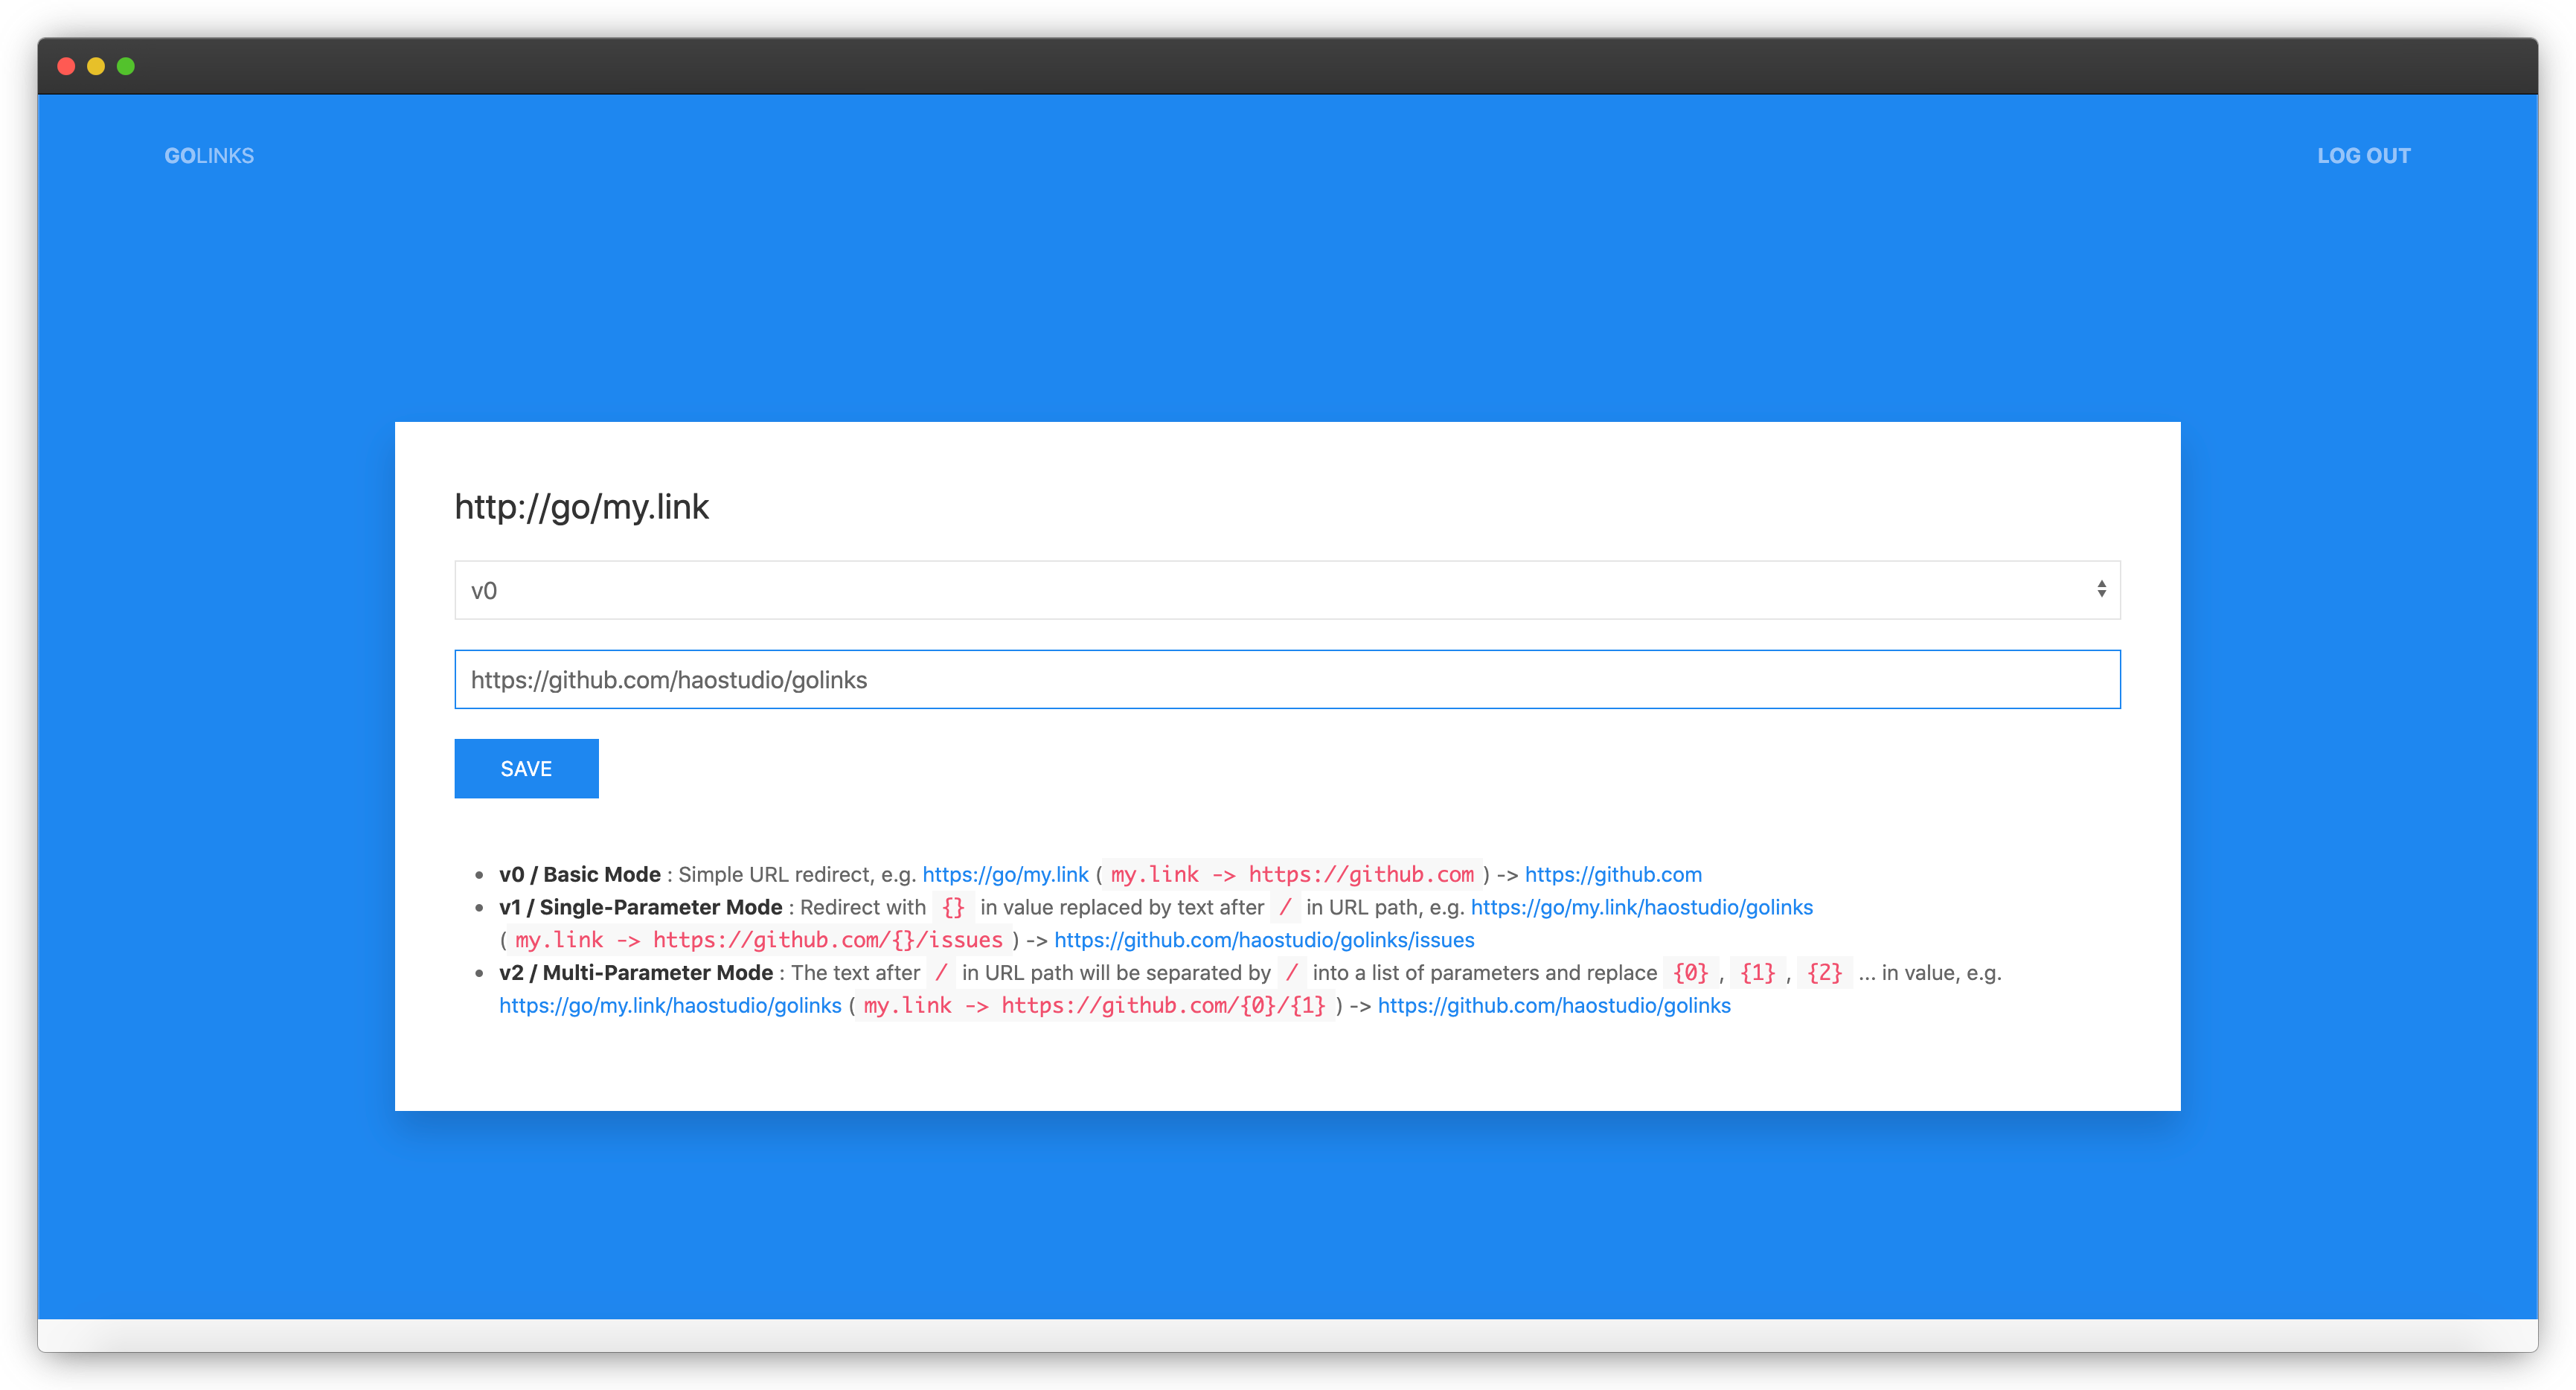 GOLINKS
LOG OUT
http://go/my.link
v0
https://github.com/haostudio/golinks
SAVE
v0 / Basic Mode : Simple URL redirect, e.g. https://go/my.link ( my.link -> https://github.com ) -> https://github.com
v1 / Single-Parameter Mode : Redirect with {} in value replaced by text after / in URL path, e.g. https://go/my.link/haostudio/golinks
( my.link -> https://github.com/{}/issues ) -> https://github.com/haostudio/golinks/issues
v2 / Multi-Parameter Mode : The text after / in URL path will be separated by / into a list of parameters and replace {0} , {1} , {2} ... in value, e.g.
https://go/my.link/haostudio/golinks ( my.link -> https://github.com/{0}/{1} ) -> https://github.com/haostudio/golinks